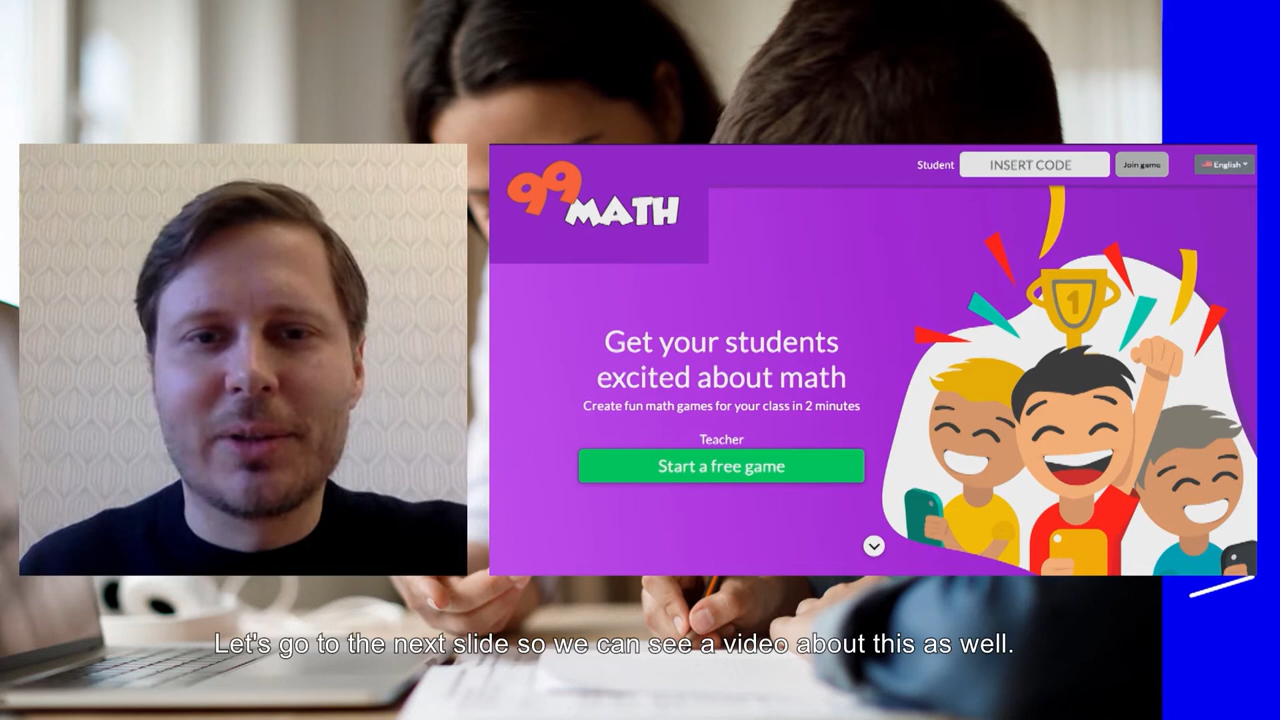 99
MATH
Student
INSERT CODE
Join game
English
Get your students
excited about math
Create fun math games for your class in 2 minutes
Teacher
Start a free game
1
Let's go to the next slide so we can see a video about this as well.